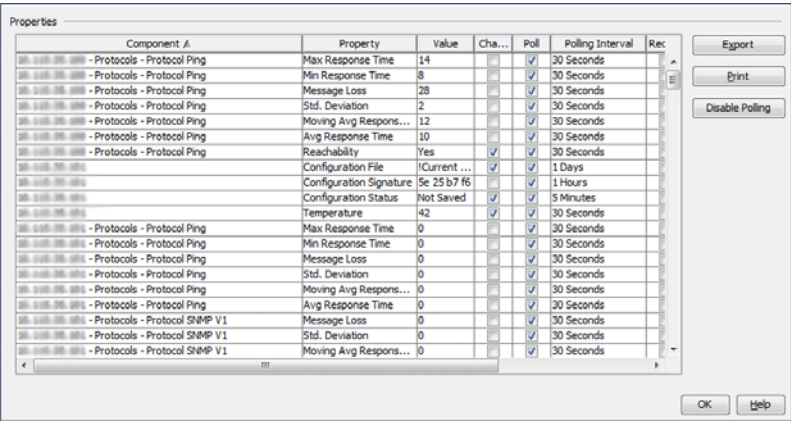 Properties
Component Property Value Cha... Poll Polling Interval Rec
- Protocols - Protocol Ping Max Response Time 14 30 Seconds
- Protocols - Protocol Ping Min Response Time 8 30 Seconds
- Protocols - Protocol Ping Message Loss 28 30 Seconds
- Protocols - Protocol Ping Std. Deviation 2 30 Seconds
- Protocols - Protocol Ping Moving Avg Respons... 12 30 Seconds
- Protocols - Protocol Ping Avg Response Time 10 30 Seconds
- Protocols - Protocol Ping Reachability Yes 30 Seconds
Configuration File !Current ... 1 Days
Configuration Signature 5e 25 b7 f6 1 Hours
Configuration Status Not Saved 5 Minutes
Temperature 42 30 Seconds
- Protocols - Protocol Ping Max Response Time 0 30 Seconds
- Protocols - Protocol Ping Min Response Time 0 30 Seconds
- Protocols - Protocol Ping Message Loss 0 30 Seconds
- Protocols - Protocol Ping Std. Deviation 0 30 Seconds
- Protocols - Protocol Ping Moving Avg Respons... 0 30 Seconds
- Protocols - Protocol Ping Avg Response Time 0 30 Seconds
- Protocols - Protocol SNMP V1 Message Loss 0 30 Seconds
- Protocols - Protocol SNMP V1 Std. Deviation 0 30 Seconds
- Protocols - Protocol SNMP V1 Moving Avg Respons... 0 30 Seconds
Export
Print
Disable Polling
OK
Help